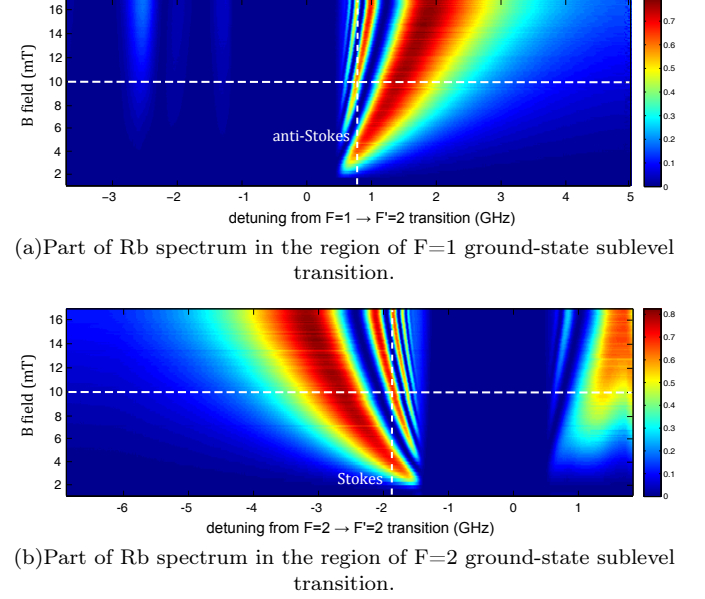 16
14
12
10
8
6
4
2
B field (mT)
anti-Stokes
0.7
0.6
0.5
0.4
0.3
0.2
0.1
0
−3 −2 −1 0 1 2 3 4 5
detuning from F=1 → F'=2 transition (GHz)
(a)Part of Rb spectrum in the region of F=1 ground-state sublevel
transition.
16
14
12
10
8
6
4
2
B field (mT)
Stokes
0.8
0.7
0.6
0.5
0.4
0.3
0.2
0.1
0
-6 -5 -4 -3 -2 -1 0 1
detuning from F=2 → F'=2 transition (GHz)
(b)Part of Rb spectrum in the region of F=2 ground-state sublevel
transition.